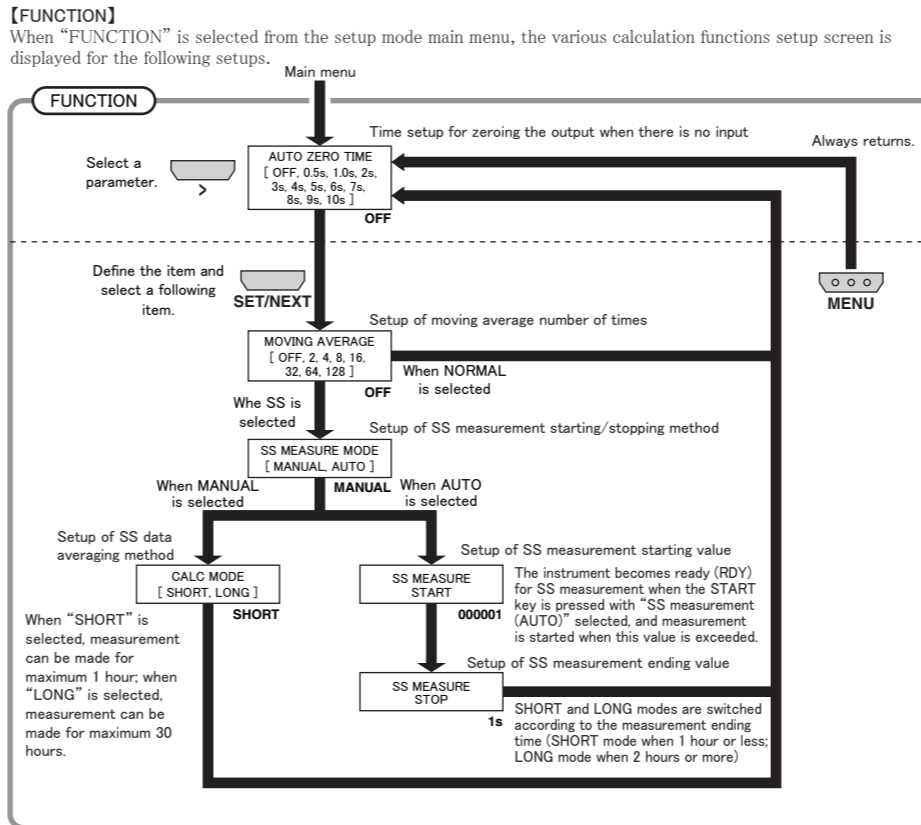 【FUNCTION】
When “FUNCTION” is selected from the setup mode main menu, the various calculation functions setup screen is
displayed for the following setups.
Main menu
FUNCTION
Time setup for zeroing the output when there is no input
Always returns.
Select a
parameter.
>
AUTO ZERO TIME
[ OFF, 0.5s, 1.0s, 2s,
3s, 4s, 5s, 6s, 7s,
8s, 9s, 10s ]
OFF
Define the item and
select a following
item.
SET/NEXT
MENU
Setup of moving average number of times
MOVING AVERAGE
[ OFF, 2, 4, 8, 16,
32, 64, 128 ]
OFF
When NORMAL
is selected
Whe SS is
selected
Setup of SS measurement starting/stopping method
SS MEASURE MODE
[ MANUAL, AUTO ]
MANUAL
When MANUAL
is selected
When AUTO
is selected
Setup of SS data
averaging method
CALC MODE
[ SHORT, LONG ]
SHORT
When “SHORT” is
selected, measurement
can be made for
maximum 1 hour; when
“LONG” is selected,
measurement can be
made for maximum 30
hours.
Setup of SS measurement starting value
SS MEASURE
START
000001
The instrument becomes ready (RDY)
for SS measurement when the START
key is pressed with “SS measurement
(AUTO)” selected, and measurement
is started when this value is exceeded.
Setup of SS measurement ending value
SS MEASURE
STOP
1s
SHORT and LONG modes are switched
according to the measurement ending
time (SHORT mode when 1 hour or less;
LONG mode when 2 hours or more)